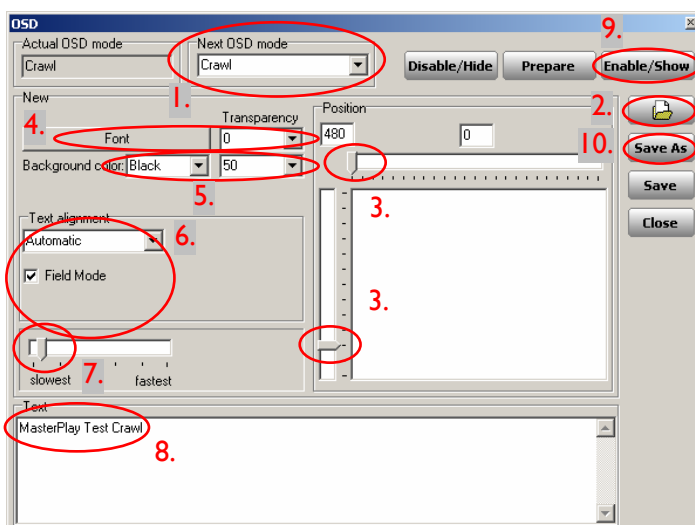 OSD
9.
Actual OSD mode
Crawl
Next OSD mode
Crawl
1.
Disable/Hide
Prepare
Enable/Show
New
4.
Font
Transparency
0
Background color:
Black
50
5.
Position
480
0
3.
3.
2.
10.
Save As
Save
Close
Text alignment
6.
Automatic
Field Mode
7.
slowest
fastest
Text
MasterPlay Test Crawl
8.